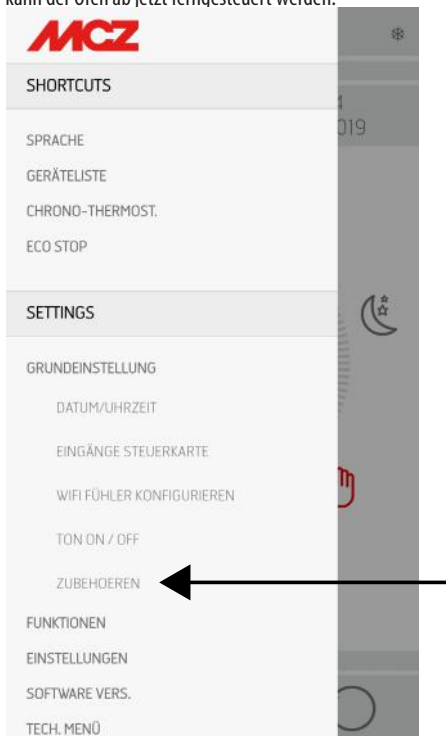 kann der Ofen ab jetzt ferngesteuert werden.
MCZ
SHORTCUTS
SPRACHE
GERÄTELISTE
CHRONO-THERMOST.
ECO STOP
SETTINGS
GRUNDEINSTELLUNG
DATUM/UHRZEIT
EINGÄNGE STEUERKARTE
WIFI FÜHLER KONFIGURIEREN
TON ON / OFF
ZUBEHOEREN
FUNKTIONEN
EINSTELLUNGEN
SOFTWARE VERS.
TECH. MENÜ